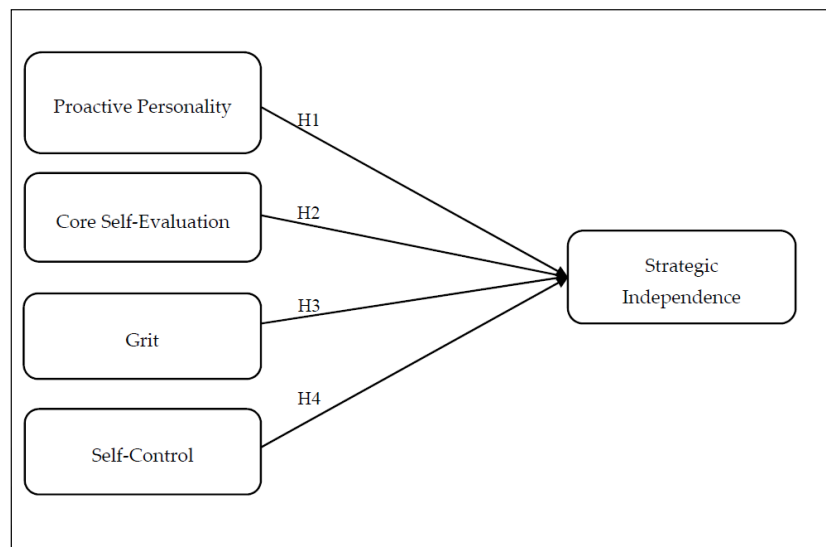 Proactive Personality
H1
Core Self-Evaluation
H2
Strategic
Independence
Grit
H3
H4
Self-Control